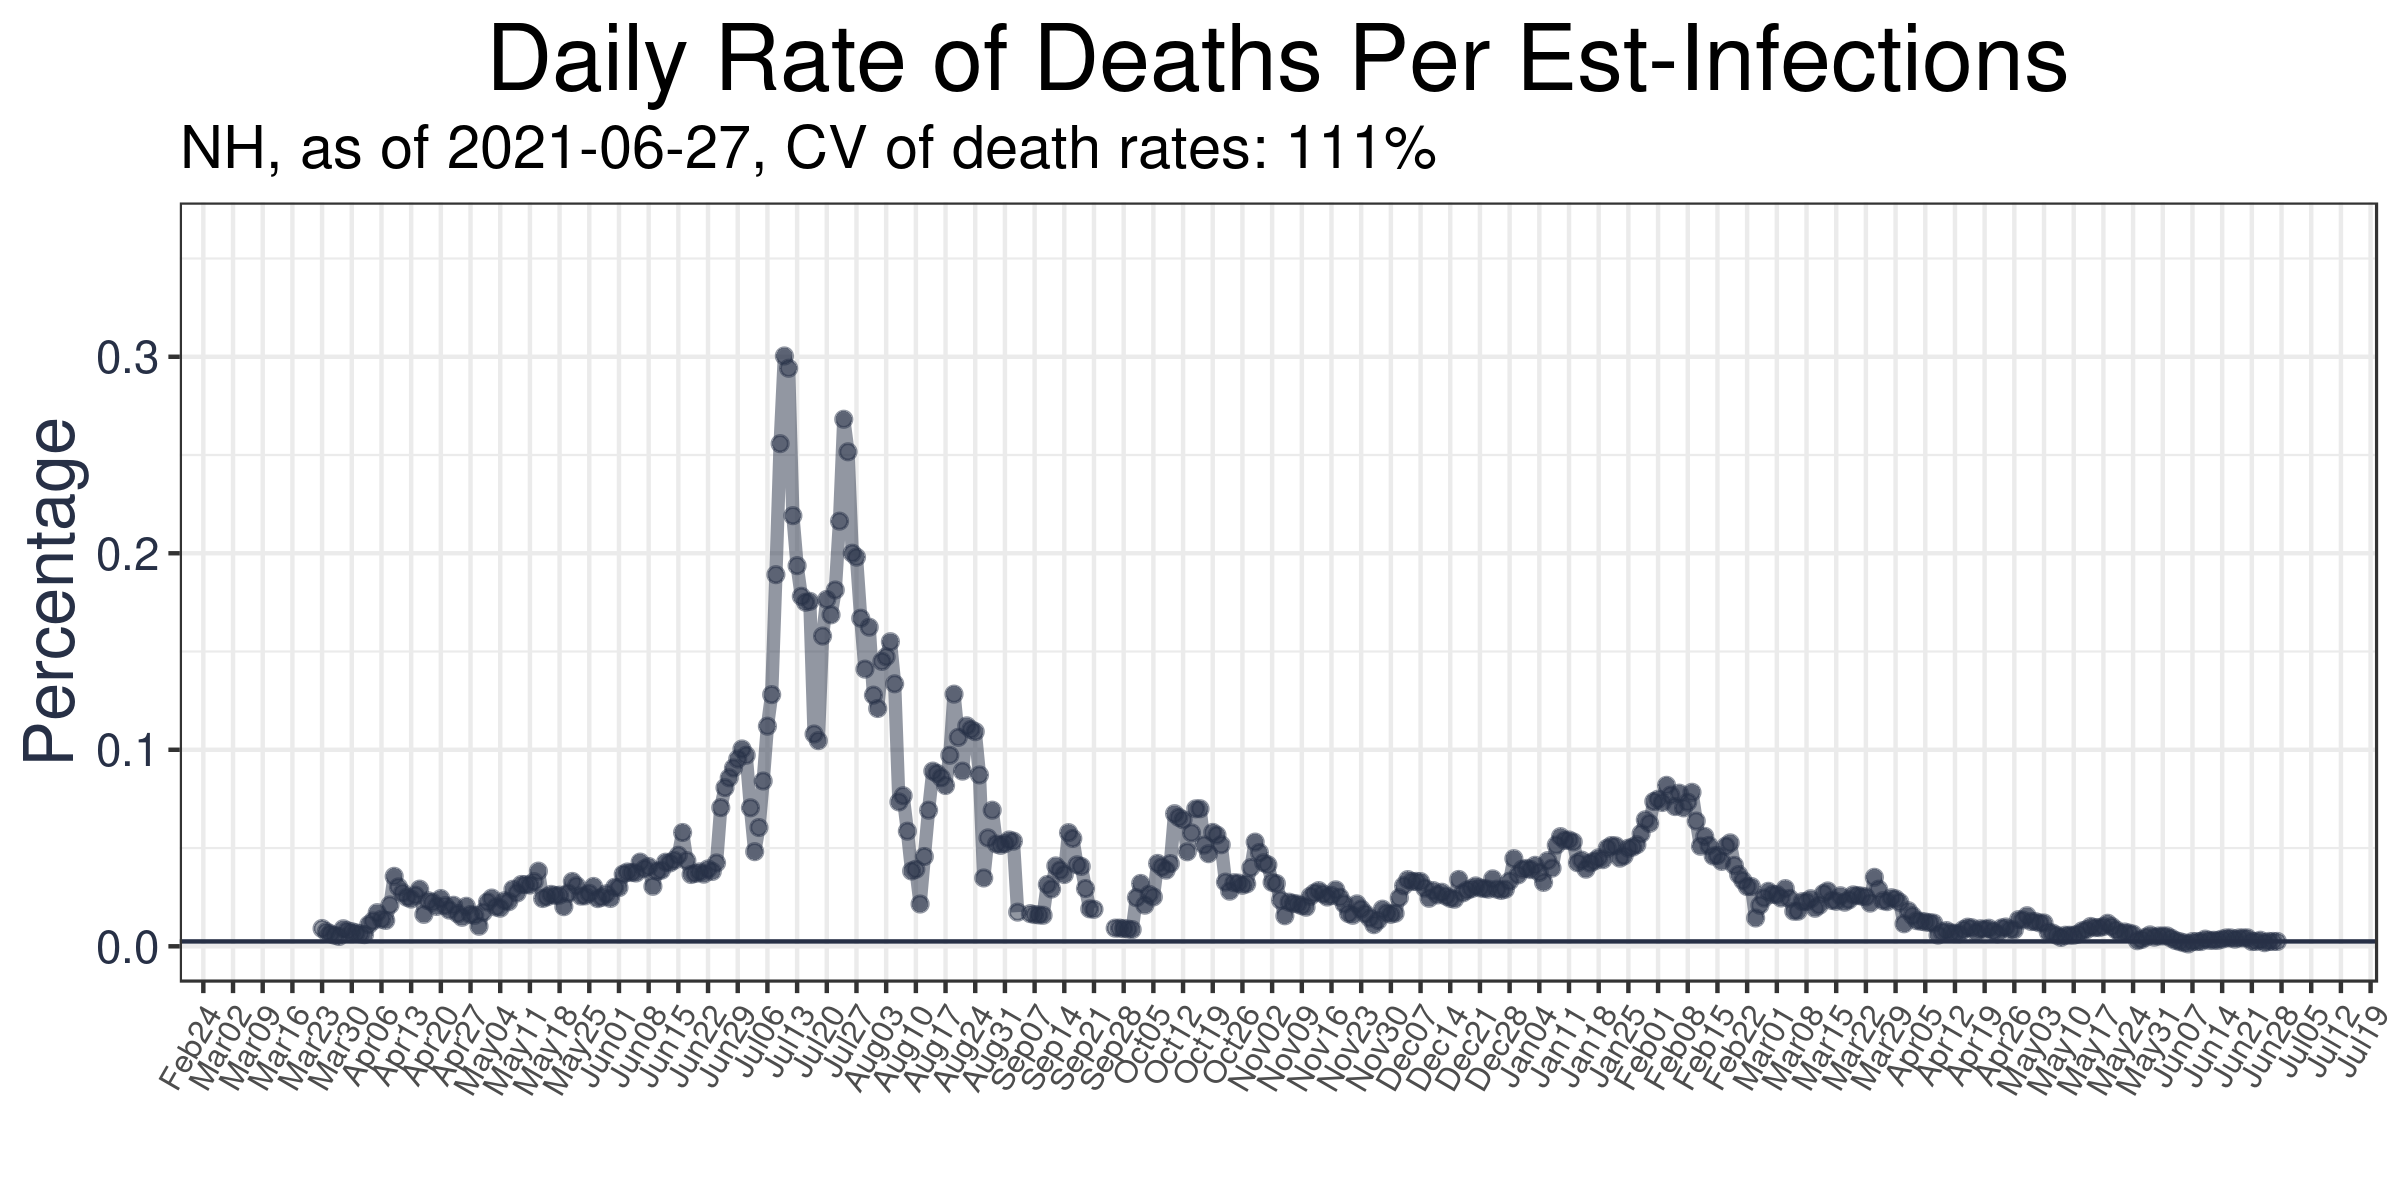 Daily Rate of Deaths Per Est-Infections
NH, as of 2021-06-27, CV of death rates: 111%
Percentage
0.3
0.2
0.1
0.0
Feb24
Mar02
Mar09
Mar16
Mar23
Mar30
Apr06
Apr13
Apr20
Apr27
May04
May11
May18
May25
Jun01
Jun08
Jun15
Jun22
Jun29
Jul06
Jul13
Jul20
Jul27
Aug03
Aug10
Aug17
Aug24
Aug31
Sep07
Sep14
Sep21
Sep28
Oct05
Oct12
Oct19
Oct26
Nov02
Nov09
Nov16
Nov23
Nov30
Dec07
Dec14
Dec21
Dec28
Jan04
Jan11
Jan18
Jan25
Feb01
Feb08
Feb15
Feb22
Mar01
Mar08
Mar15
Mar22
Mar29
Apr05
Apr12
Apr19
Apr26
May03
May10
May17
May24
May31
Jun07
Jun14
Jun21
Jun28
Jul05
Jul12
Jul19